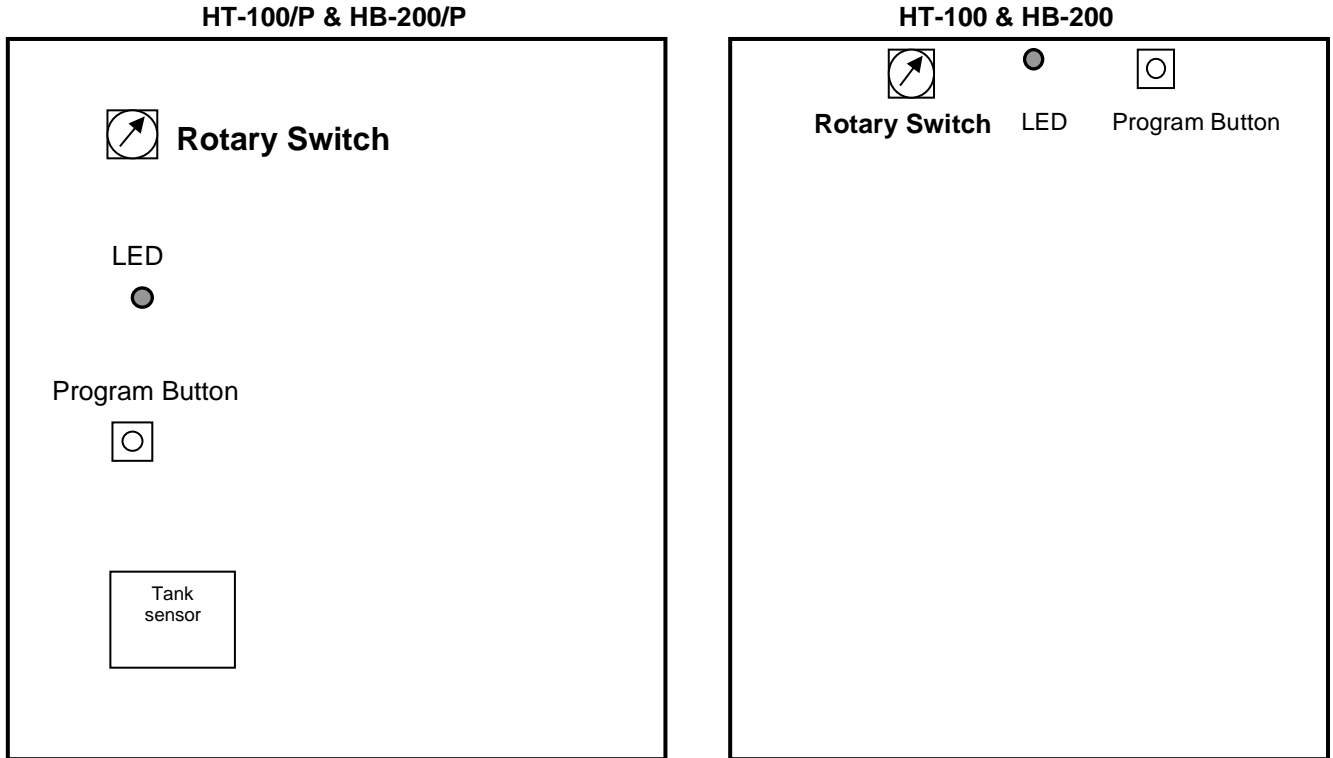 HT-100/P & HB-200/P
Rotary Switch
LED
Program Button
Tank
sensor
HT-100 & HB-200
Rotary Switch
LED
Program Button